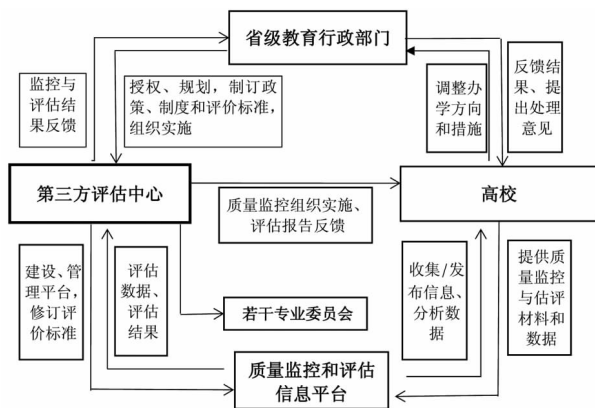 省级教育行政部门
监控与
评估结
果反馈
授权、规划，制订政
策、制度和评价标准，
组织实施
调整办
学方向
和措施
反馈结
果、提
出处理
意见
第三方评估中心
质量监控组织实施、
评估报告反馈
高校
建设、管
理平台，
修订评
价标准
评估
数据、
评估
结果
若干专业委员会
收集/发
布信息、
分析数
据
提供质
量监控
与估评
材料和
数据
质量监控和评估
信息平台